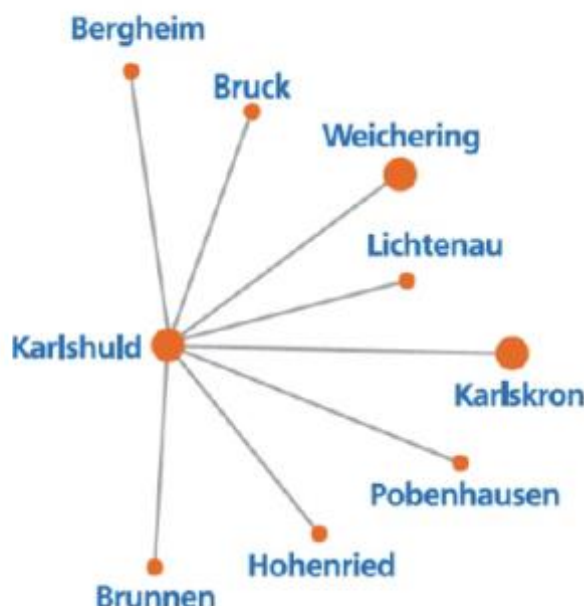 Bergheim
Bruck
Weichering
Lichtenau
Karlshuld
Karlskron
Pobenhausen
Hohenried
Brunnen